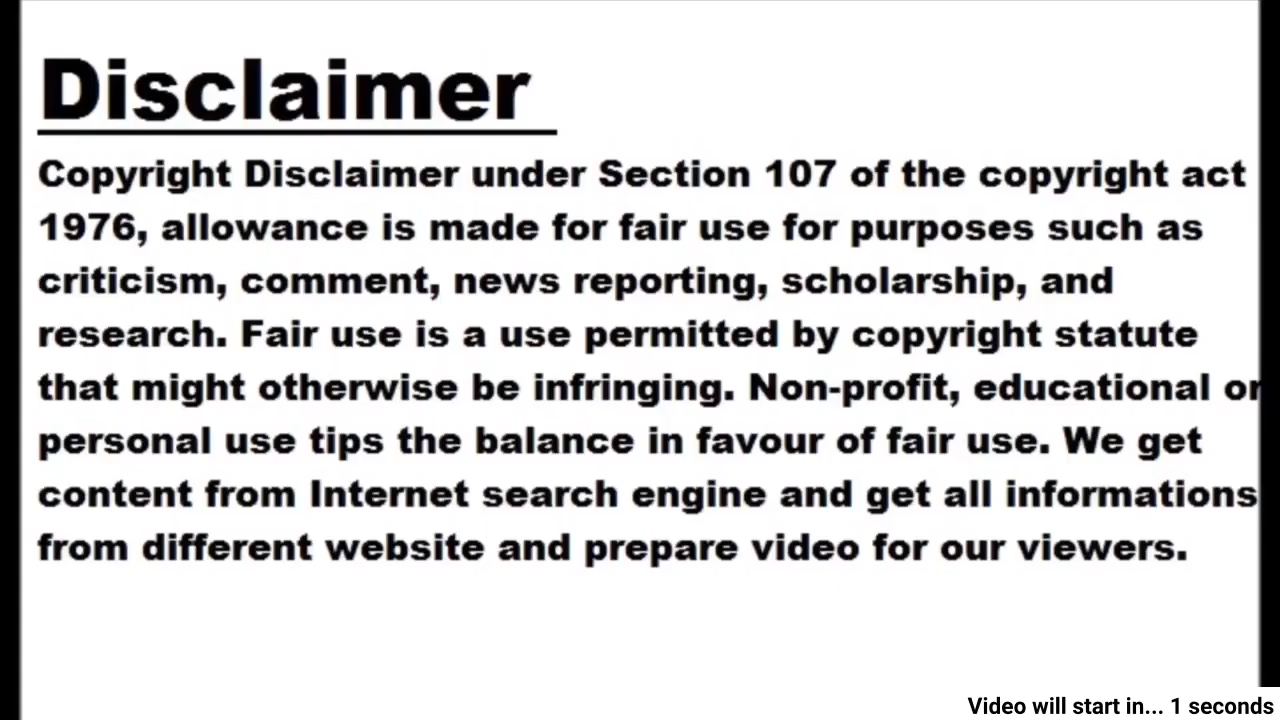 Disclaimer
Copyright Disclaimer under Section 107 of the copyright act
1976, allowance is made for fair use for purposes such as
criticism, comment, news reporting, scholarship, and
research. Fair use is a use permitted by copyright statute
that might otherwise be infringing. Non-profit, educational or
personal use tips the balance in favour of fair use. We get
content from Internet search engine and get all informations
from different website and prepare video for our viewers.
Video will start in... 1 seconds